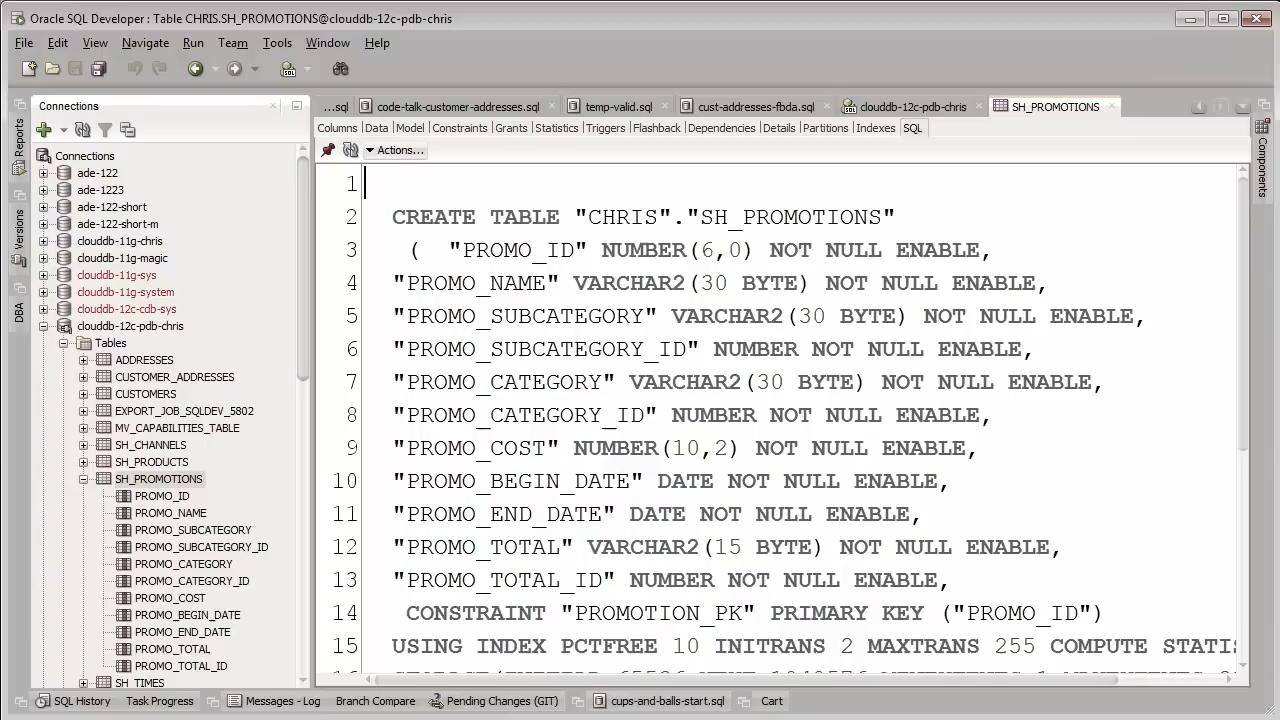 Oracle SQL Developer : Table CHRIS.SH_PROMOTIONS@clouddb-12c-pdb-chris
File Edit View Navigate Run Team Tools Window Help
Reports
Versions
DBA
Connections
Connections
ade-122
ade-1223
ade-122-short
ade-122-short-m
clouddb-11g-chris
clouddb-11g-magic
clouddb-11g-sys
clouddb-11g-system
clouddb-12c-cdb-sys
clouddb-12c-pdb-chris
Tables
ADDRESSES
CUSTOMER_ADDRESSES
CUSTOMERS
EXPORT_JOB_SQLDEV_5802
MV_CAPABILITIES_TABLE
SH_CHANNELS
SH_PRODUCTS
SH_PROMOTIONS
PROMO_ID
PROMO_NAME
PROMO_SUBCATEGORY
PROMO_SUBCATEGORY_ID
PROMO_CATEGORY
PROMO_CATEGORY_ID
PROMO_COST
PROMO_BEGIN_DATE
PROMO_END_DATE
PROMO_TOTAL
PROMO_TOTAL_ID
SH_TIMES
...sql code-talk-customer-addresses.sql temp-valid.sql cust-addresses-fbda.sql clouddb-12c-pdb-chris SH_PROMOTIONS
Columns Data Model Constraints Grants Statistics Triggers Flashback Dependencies Details Partitions Indexes SQL
Actions...
1
2 CREATE TABLE "CHRIS"."SH_PROMOTIONS"
3 ( "PROMO_ID" NUMBER(6,0) NOT NULL ENABLE,
4 "PROMO_NAME" VARCHAR2(30 BYTE) NOT NULL ENABLE,
5 "PROMO_SUBCATEGORY" VARCHAR2(30 BYTE) NOT NULL ENABLE,
6 "PROMO_SUBCATEGORY_ID" NUMBER NOT NULL ENABLE,
7 "PROMO_CATEGORY" VARCHAR2(30 BYTE) NOT NULL ENABLE,
8 "PROMO_CATEGORY_ID" NUMBER NOT NULL ENABLE,
9 "PROMO_COST" NUMBER(10,2) NOT NULL ENABLE,
10 "PROMO_BEGIN_DATE" DATE NOT NULL ENABLE,
11 "PROMO_END_DATE" DATE NOT NULL ENABLE,
12 "PROMO_TOTAL" VARCHAR2(15 BYTE) NOT NULL ENABLE,
13 "PROMO_TOTAL_ID" NUMBER NOT NULL ENABLE,
14 CONSTRAINT "PROMOTION_PK" PRIMARY KEY ("PROMO_ID")
15 USING INDEX PCTFREE 10 INITRANS 2 MAXTRANS 255 COMPUTE STATIS
Components
SQL History Task Progress Messages - Log Branch Compare Pending Changes (GIT) cups-and-balls-start.sql Cart